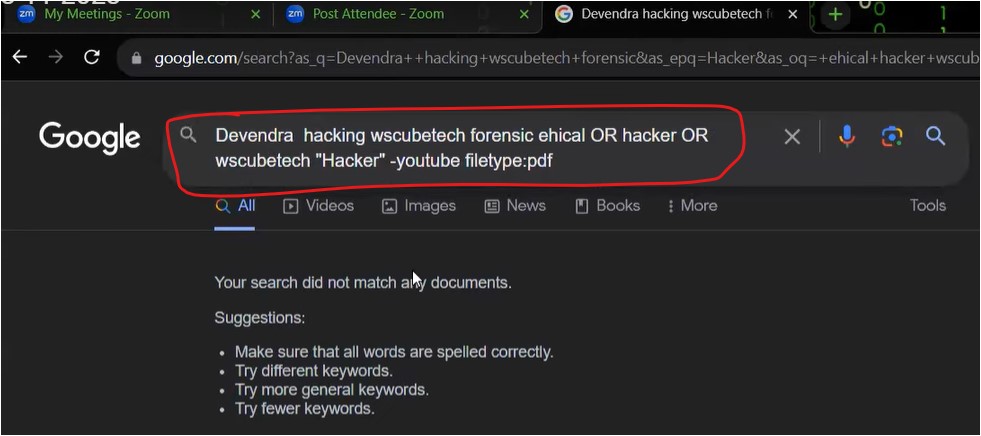 zm My Meetings - Zoom
zm Post Attendee - Zoom
Devendra hacking wscubetech f
google.com/search?as_q=Devendra++hacking+wscubetech+forensic&as_epq=Hacker&as_oq=+ehical+hacker+wscub
Google
Devendra  hacking wscubetech forensic ehical OR hacker OR
wscubetech "Hacker" -youtube filetype:pdf
All Videos Images News Books More Tools
Your search did not match any documents.
Suggestions:
• Make sure that all words are spelled correctly.
• Try different keywords.
• Try more general keywords.
• Try fewer keywords.